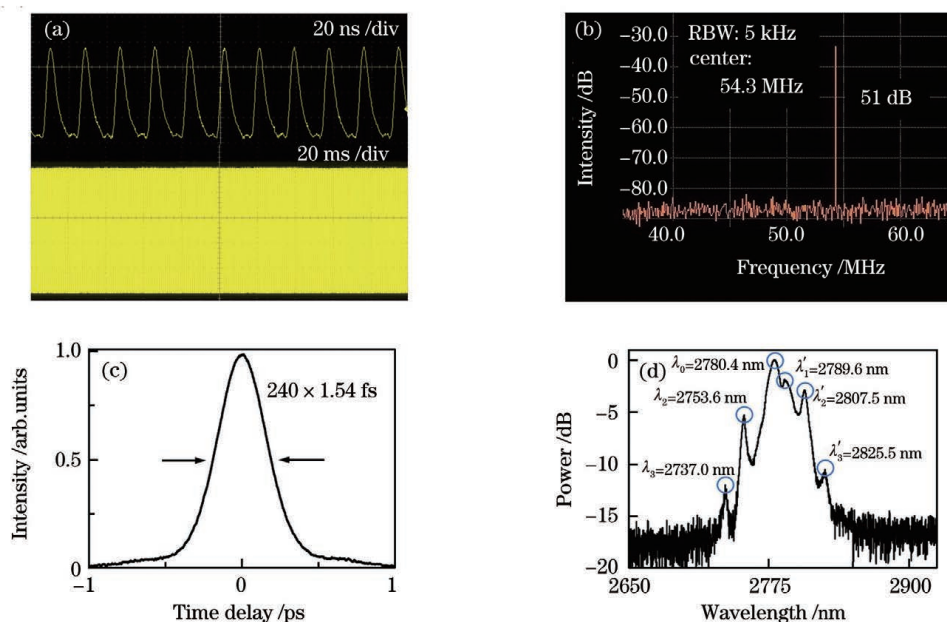 (a)
20 ns /div
20 ms /div
(b)
Intensity /dB
−30.0
−40.0
−50.0
−60.0
−70.0
−80.0
RBW: 5 kHz
center:
54.3 MHz
51 dB
40.0 50.0 60.0
Frequency /MHz
(c)
Intensity /arb.units
1.0
0.5
0
240 × 1.54 fs
−1 0 1
Time delay /ps
(d)
Power /dB
0
−5
−10
−15
−20
λ₀=2780.4 nm
λ′₁=2789.6 nm
λ₂=2753.6 nm
λ′₂=2807.5 nm
λ₃=2737.0 nm
λ′₃=2825.5 nm
2650 2775 2900
Wavelength /nm